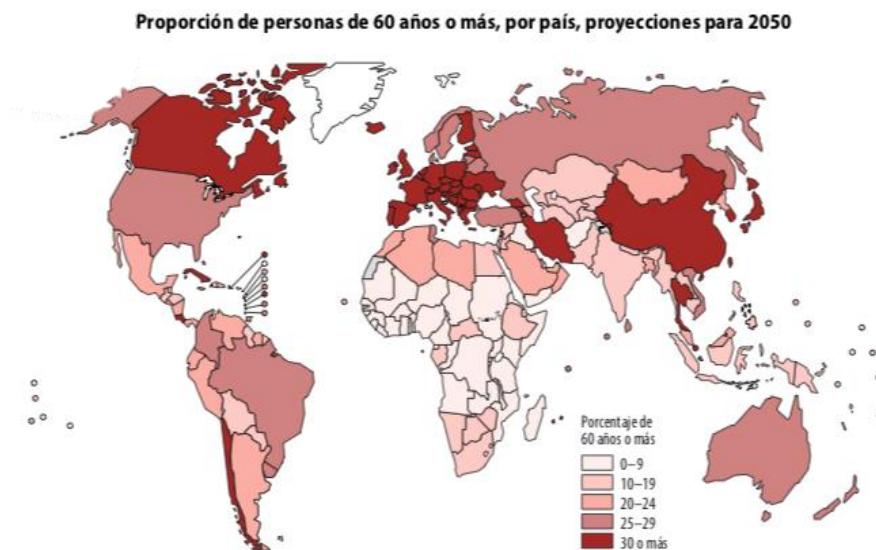 Proporción de personas de 60 años o más, por país, proyecciones para 2050
Porcentaje de
60 años o más
0–9
10–19
20–24
25–29
30 o más